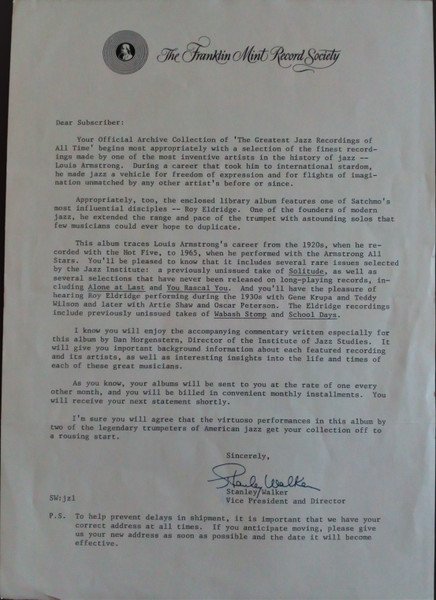 The Franklin Mint Record Society
Dear Subscriber:
Your Official Archive Collection of 'The Greatest Jazz Recordings of
All Time' begins most appropriately with a selection of the finest record-
ings made by one of the most inventive artists in the history of jazz --
Louis Armstrong. During a career that took him to international stardom,
he made jazz a vehicle for freedom of expression and for flights of imagi-
nation unmatched by any other artist's before or since.
Appropriately, too, the enclosed library album features one of Satchmo's
most influential disciples -- Roy Eldridge. One of the founders of modern
jazz, he extended the range and pace of the trumpet with astounding solos that
few musicians could ever hope to duplicate.
This album traces Louis Armstrong's career from the 1920s, when he re-
corded with the Hot Five, to 1965, when he performed with the Armstrong All
Stars. You'll be pleased to know that it includes several rare issues selected
by the Jazz Institute: a previously unissued take of Solitude, as well as
several selections that have never been released on long-playing records, in-
cluding Alone at Last and You Rascal You. And you'll have the pleasure of
hearing Roy Eldridge performing during the 1930s with Gene Krupa and Teddy
Wilson and later with Artie Shaw and Oscar Peterson. The Eldridge recordings
include previously unissued takes of Wabash Stomp and School Days.
I know you will enjoy the accompanying commentary written especially for
this album by Dan Morgenstern, Director of the Institute of Jazz Studies. It
will give you important background information about each featured recording
and its artists, as well as interesting insights into the life and times of
each of these great musicians.
As you know, your albums will be sent to you at the rate of one every
other month, and you will be billed in convenient monthly installments. You
will receive your next statement shortly.
I'm sure you will agree that the virtuoso performances in this album by
two of the legendary trumpeters of American jazz get your collection off to
a rousing start.
Sincerely,
Stanley Walker
Stanley Walker
Vice President and Director
SW:jz1
P.S. To help prevent delays in shipment, it is important that we have your
correct address at all times. If you anticipate moving, please give
us your new address as soon as possible and the date it will become
effective.